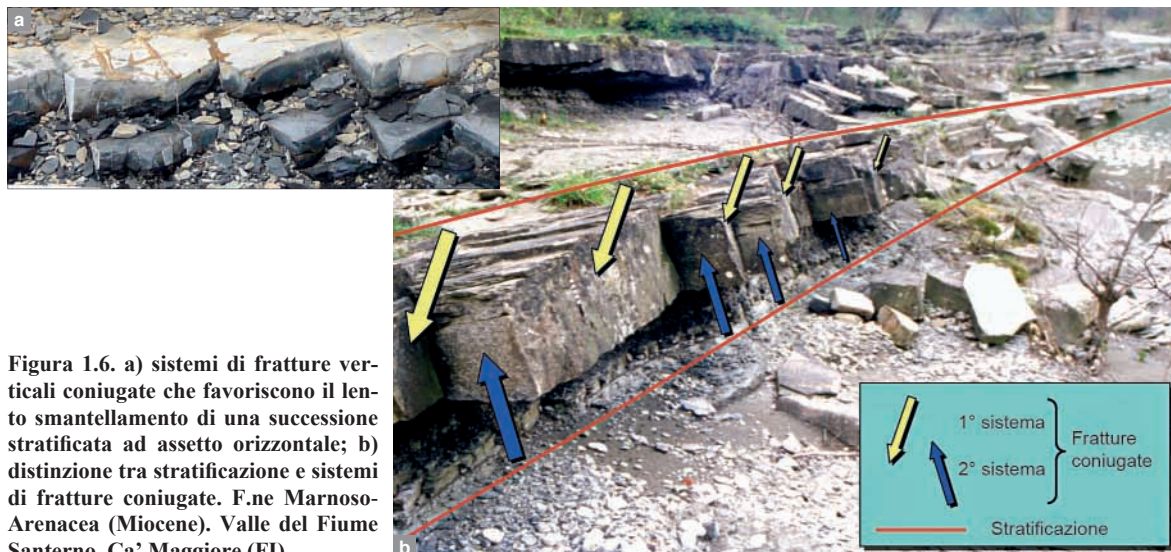 a
Figura 1.6. a) sistemi di fratture ver-
ticali coniugate che favoriscono il len-
to smantellamento di una successione
stratificata ad assetto orizzontale; b)
distinzione tra stratificazione e sistemi
di fratture coniugate. F.ne Marnoso-
Arenacea (Miocene). Valle del Fiume
Santerno, Ca' Maggiore (FI)
b
1° sistema
2° sistema
Fratture
coniugate
Stratificazione